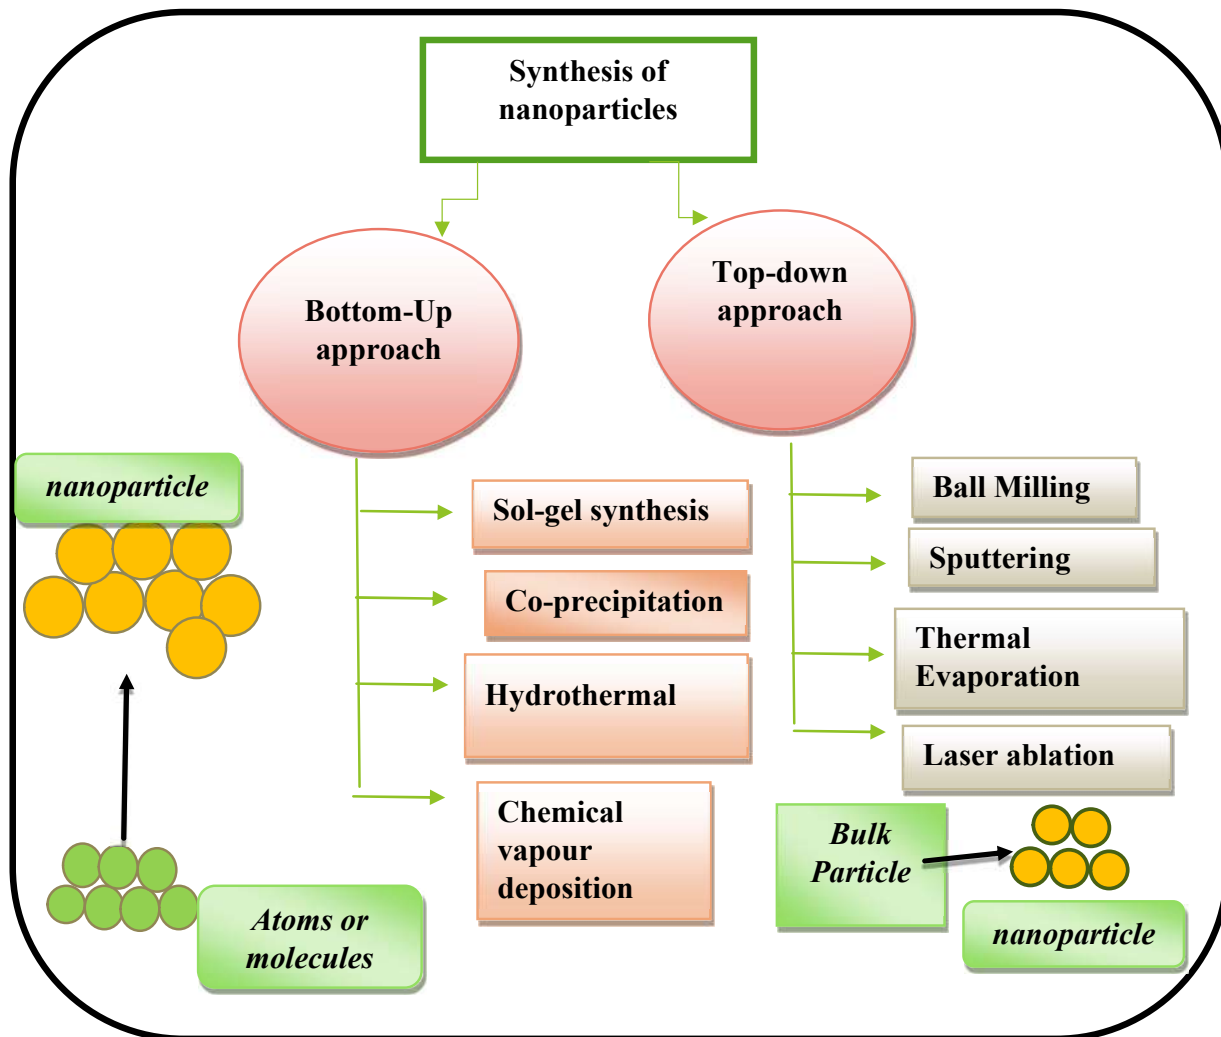 Synthesis of
nanoparticles
Bottom-Up
approach
Top-down
approach
nanoparticle
Sol-gel synthesis
Co-precipitation
Hydrothermal
Chemical
vapour
deposition
Ball Milling
Sputtering
Thermal
Evaporation
Laser ablation
Atoms or
molecules
Bulk
Particle
nanoparticle